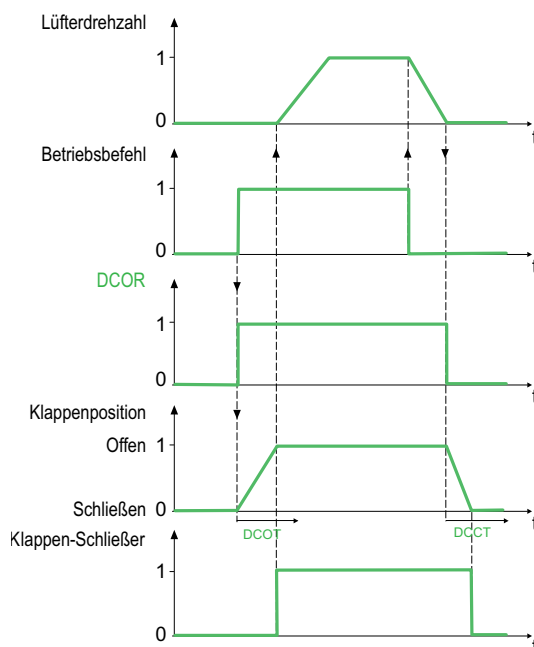 Lüfterdrehzahl
1
0
t
Betriebsbefehl
1
0
t
DCOR
1
0
t
Klappenposition
Offen 1
Schließen 0
t
DCOT DCCT
Klappen-Schließer
1
0
t